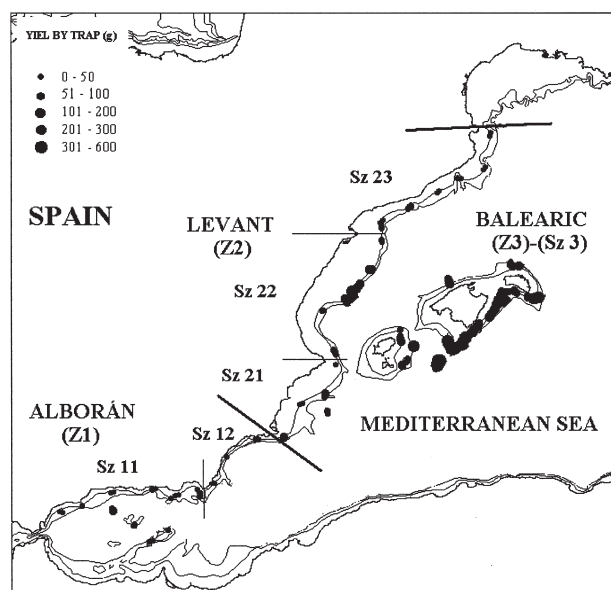 YIEL BY TRAP (g)
0 - 50
51 - 100
101 - 200
201 - 300
301 - 600
Sz 23
SPAIN
LEVANT
(Z2)
BALEARIC
(Z3)-(Sz 3)
Sz 22
Sz 21
ALBORÁN
(Z1)
Sz 12
MEDITERRANEAN SEA
Sz 11